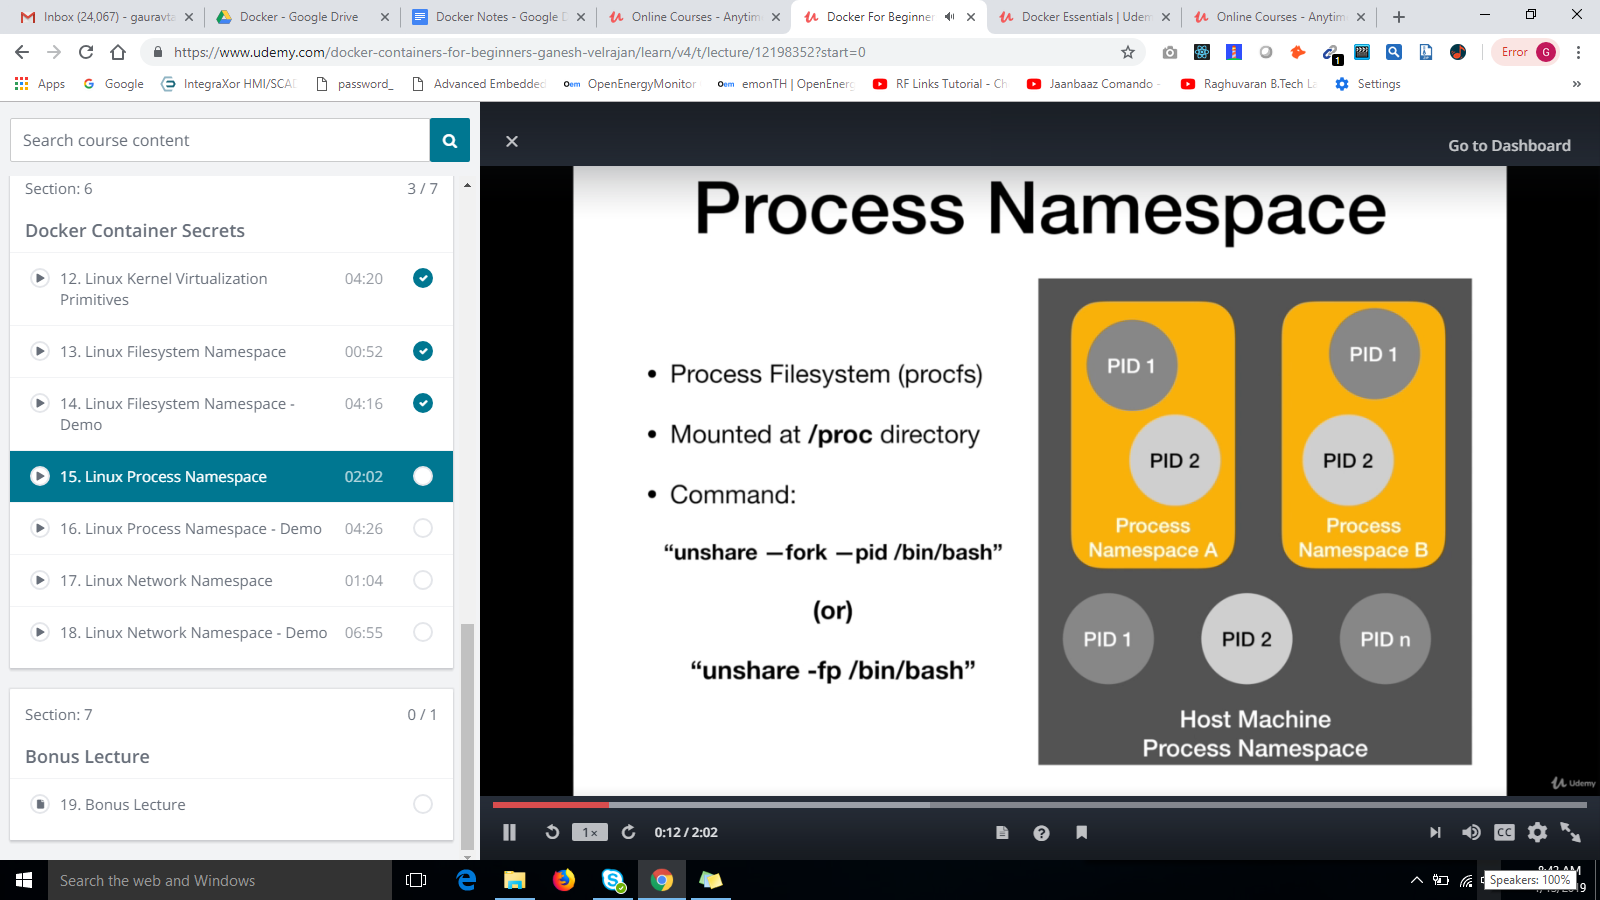 Inbox (24,067) - gauravta
Docker - Google Drive
Docker Notes - Google D
Online Courses - Anytim
Docker For Beginner
Docker Essentials | Uden
Online Courses - Anytim
https://www.udemy.com/docker-containers-for-beginners-ganesh-velrajan/learn/v4/t/lecture/12198352?start=0
1
Error
G
Apps
Google
IntegraXor HMI/SCAD
password_
Advanced Embedded
OpenEnergyMonitor
emonTH | OpenEnerg
RF Links Tutorial - Ch
Jaanbaaz Comando -
Raghuvaran B.Tech La
Settings
»
Search course content
Go to Dashboard
Section: 6
3 / 7
Docker Container Secrets
12. Linux Kernel Virtualization
Primitives
04:20
13. Linux Filesystem Namespace
00:52
14. Linux Filesystem Namespace -
Demo
04:16
15. Linux Process Namespace
02:02
16. Linux Process Namespace - Demo
04:26
17. Linux Network Namespace
01:04
18. Linux Network Namespace - Demo
06:55
Section: 7
0 / 1
Bonus Lecture
19. Bonus Lecture
Process Namespace
• Process Filesystem (procfs)
• Mounted at /proc directory
• Command:
“unshare —fork —pid /bin/bash”
(or)
“unshare -fp /bin/bash”
PID 1
PID 2
Process
Namespace A
PID 1
PID 2
Process
Namespace B
PID 1
PID 2
PID n
Host Machine
Process Namespace
Udemy
1×
0:12 / 2:02
CC
Search the web and Windows
Speakers: 100%